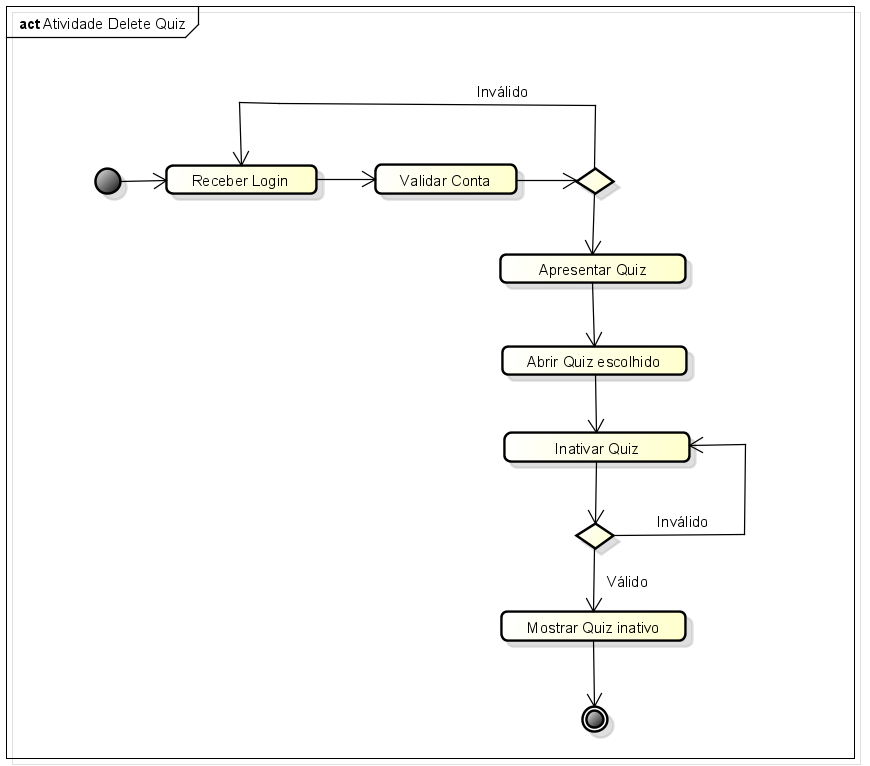 act Atividade Delete Quiz
Inválido
Receber Login
Validar Conta
Apresentar Quiz
Abrir Quiz escolhido
Inativar Quiz
Inválido
Válido
Mostrar Quiz inativo